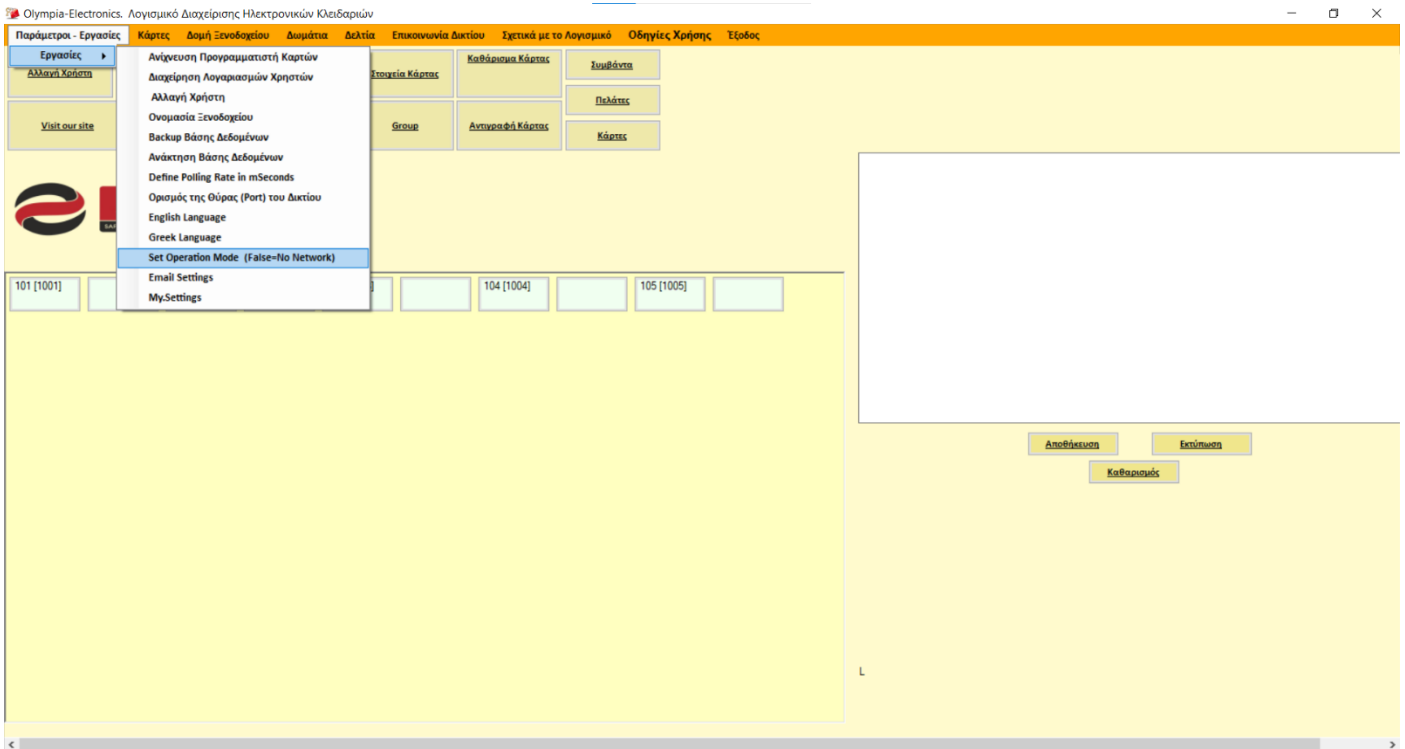 Olympia-Electronics. Λογισμικό Διαχείρισης Ηλεκτρονικών Κλειδαριών
Παράμετροι - Εργασίες Κάρτες Δομή Ξενοδοχείου Δωμάτια Δελτία Επικοινωνία Δικτίου Σχετικά με το Λογισμικό Οδηγίες Χρήσης Έξοδος
Εργασίες
Ανίχνευση Προγραμματιστή Καρτών
Διαχείρηση Λογαριασμών Χρηστών
Αλλαγή Χρήστη
Ονομασία Ξενοδοχείου
Backup Βάσης Δεδομένων
Ανάκτηση Βάσης Δεδομένων
Define Polling Rate in mSeconds
Ορισμός της Θύρας (Port) του Δικτίου
English Language
Greek Language
Set Operation Mode (False=No Network)
Email Settings
My.Settings
Αλλαγή Χρήστη
Στοιχεία Κάρτας
Καθάρισμα Κάρτας
Συμβάντα
Πελάτες
Visit our site
Group
Αντιγραφή Κάρτας
Κάρτες
101 [1001]
104 [1004]
105 [1005]
Αποθήκευση
Εκτύπωση
Καθαρισμός
L